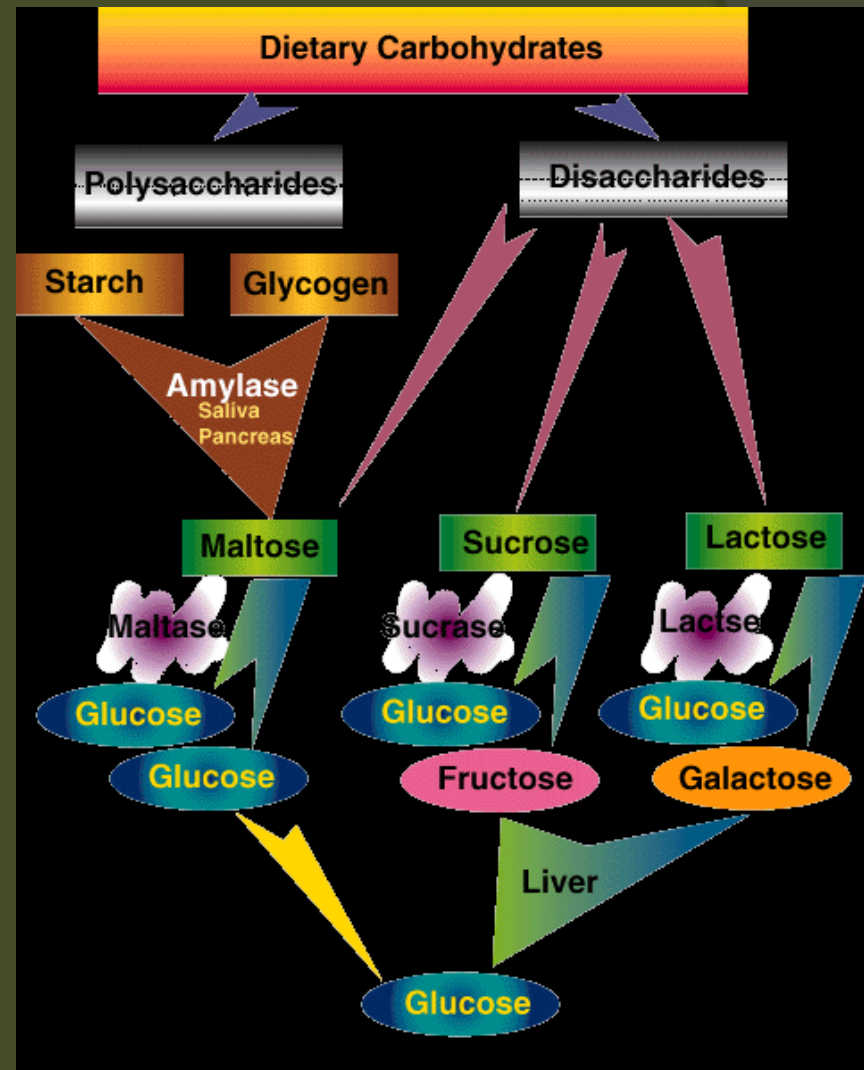 Dietary Carbohydrates
Polysaccharides
Disaccharides
Starch
Glycogen
Amylase
Saliva
Pancreas
Maltose
Sucrose
Lactose
Maltase
Sucrase
Lactse
Glucose
Glucose
Glucose
Glucose
Fructose
Galactose
Liver
Glucose